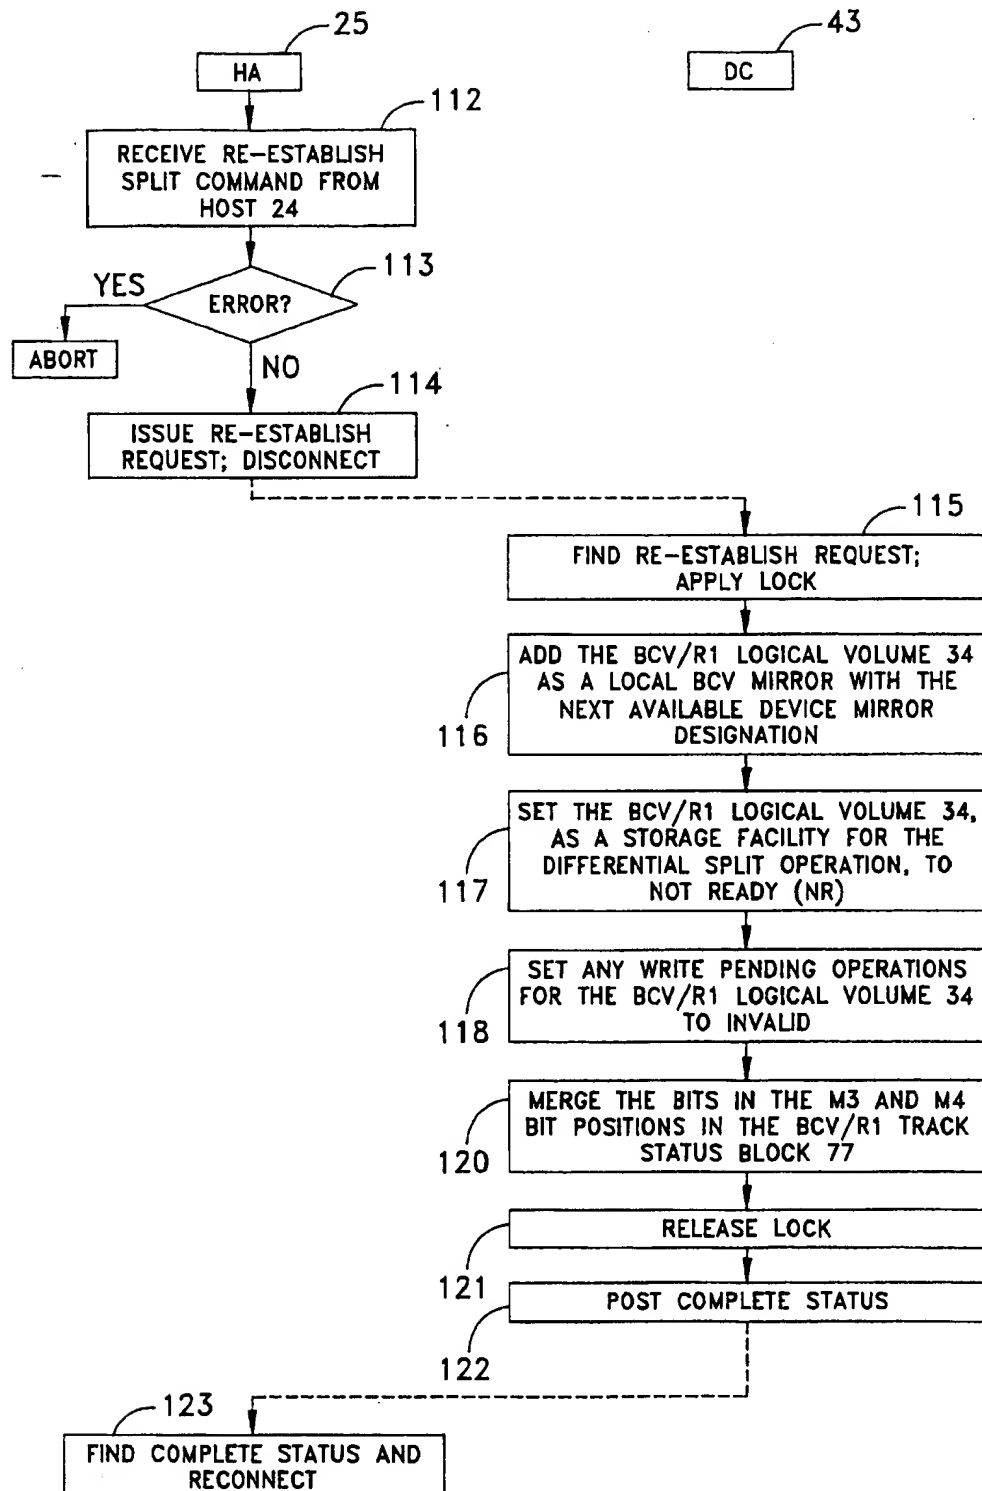 25
43
HA
DC
112
RECEIVE RE-ESTABLISH
SPLIT COMMAND FROM
HOST 24
113
YES
ERROR?
ABORT
NO
114
ISSUE RE-ESTABLISH
REQUEST; DISCONNECT
115
FIND RE-ESTABLISH REQUEST;
APPLY LOCK
ADD THE BCV/R1 LOGICAL VOLUME 34
AS A LOCAL BCV MIRROR WITH THE
NEXT AVAILABLE DEVICE MIRROR
DESIGNATION
116
SET THE BCV/R1 LOGICAL VOLUME 34,
AS A STORAGE FACILITY FOR THE
DIFFERENTIAL SPLIT OPERATION, TO
NOT READY (NR)
117
SET ANY WRITE PENDING OPERATIONS
FOR THE BCV/R1 LOGICAL VOLUME 34
TO INVALID
118
MERGE THE BITS IN THE M3 AND M4
BIT POSITIONS IN THE BCV/R1 TRACK
STATUS BLOCK 77
120
RELEASE LOCK
121
POST COMPLETE STATUS
122
123
FIND COMPLETE STATUS AND
RECONNECT